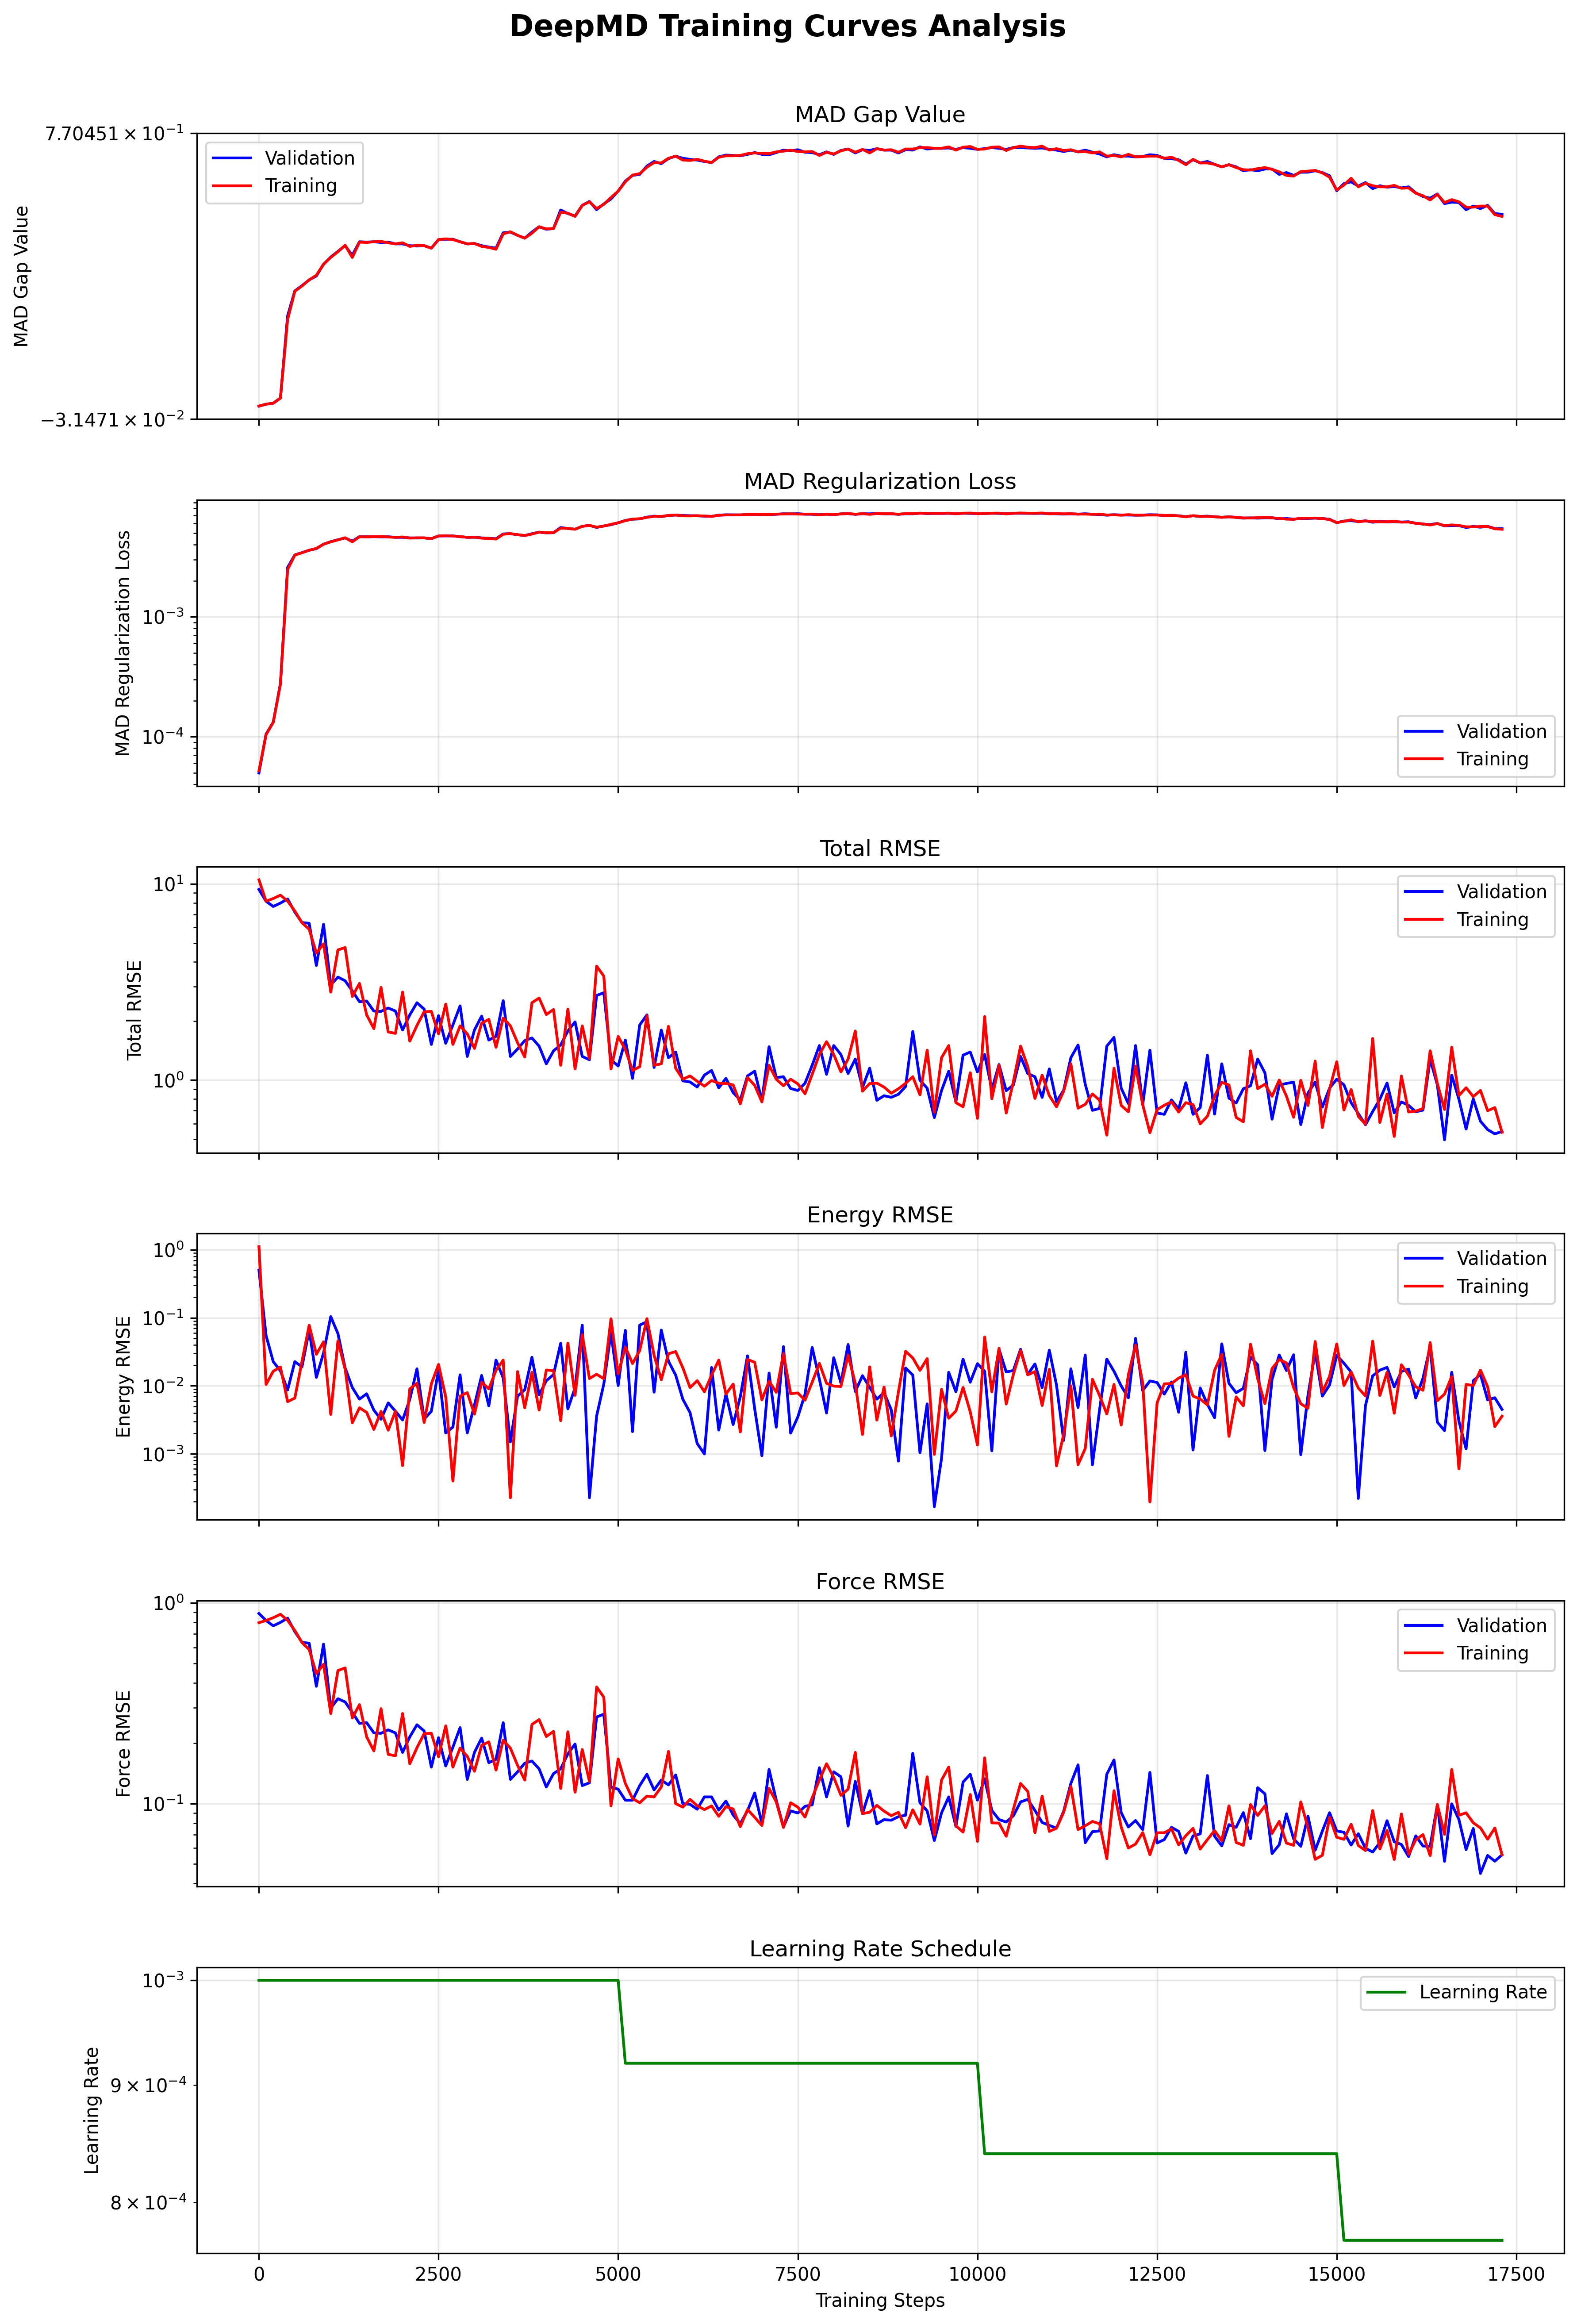 DeepMD Training Curves Analysis
MAD Gap Value
7.70451 × 10⁻¹
Validation
Training
MAD Gap Value
−3.1471 × 10⁻²
MAD Regularization Loss
MAD Regularization Loss
10⁻³
10⁻⁴
Validation
Training
Total RMSE
10¹
Validation
Training
Total RMSE
10⁰
Energy RMSE
10⁰
Validation
Training
10⁻¹
Energy RMSE
10⁻²
10⁻³
Force RMSE
10⁰
Validation
Training
Force RMSE
10⁻¹
Learning Rate Schedule
10⁻³
Learning Rate
Learning Rate
9 × 10⁻⁴
8 × 10⁻⁴
0 2500 5000 7500 10000 12500 15000 17500
Training Steps